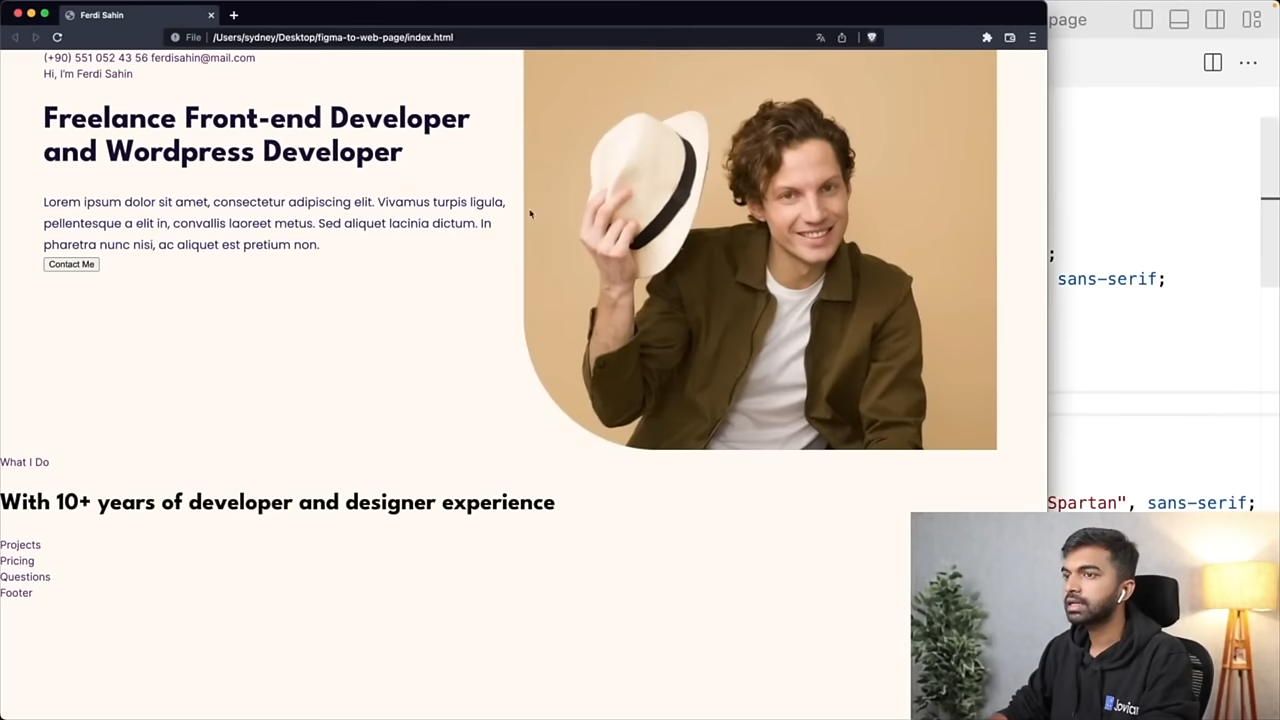 Ferdi Sahin
page
File
/Users/sydney/Desktop/figma-to-web-page/index.html
(+90) 551 052 43 56 ferdisahin@mail.com
Hi, I'm Ferdi Sahin
Freelance Front-end Developer
and Wordpress Developer
Lorem ipsum dolor sit amet, consectetur adipiscing elit. Vivamus turpis ligula,
pellentesque a elit in, convallis laoreet metus. Sed aliquet lacinia dictum. In
pharetra nunc nisi, ac aliquet est pretium non.
Contact Me
;
sans-serif;
What I Do
With 10+ years of developer and designer experience
Spartan", sans-serif;
Projects
Pricing
Questions
Footer
Jovian